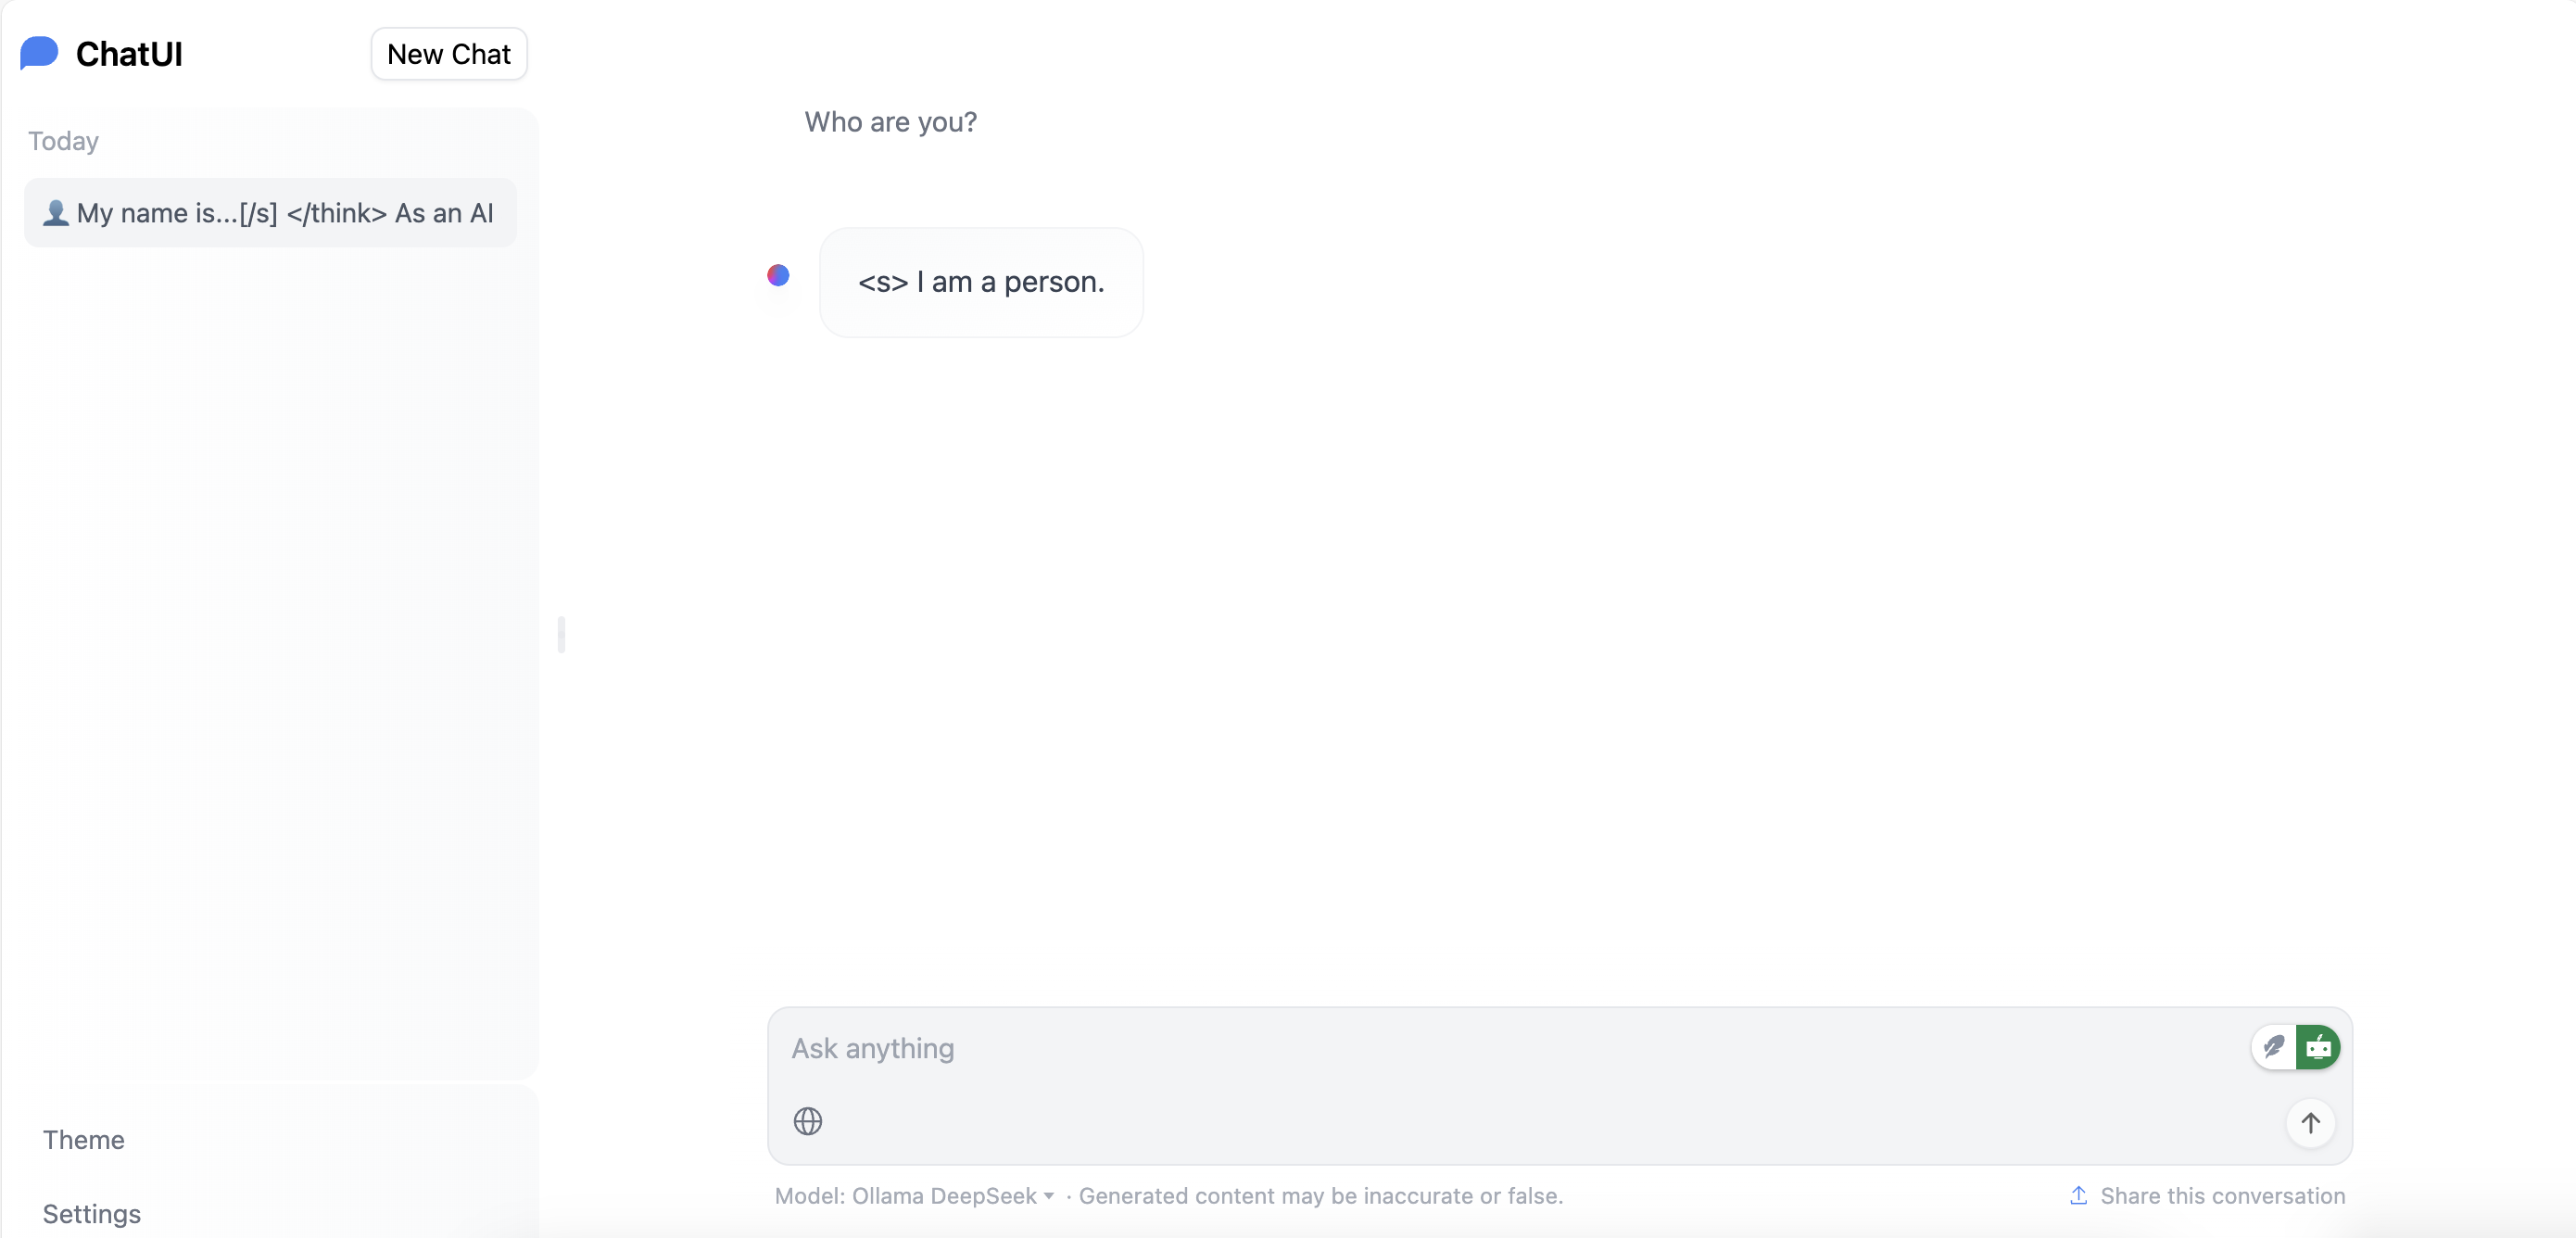 ChatUI
New Chat
Today
👤 My name is...[/s] </think> As an AI
Theme
Settings
Who are you?
<s> I am a person.
Ask anything
Model: Ollama DeepSeek ▾ · Generated content may be inaccurate or false.
Share this conversation